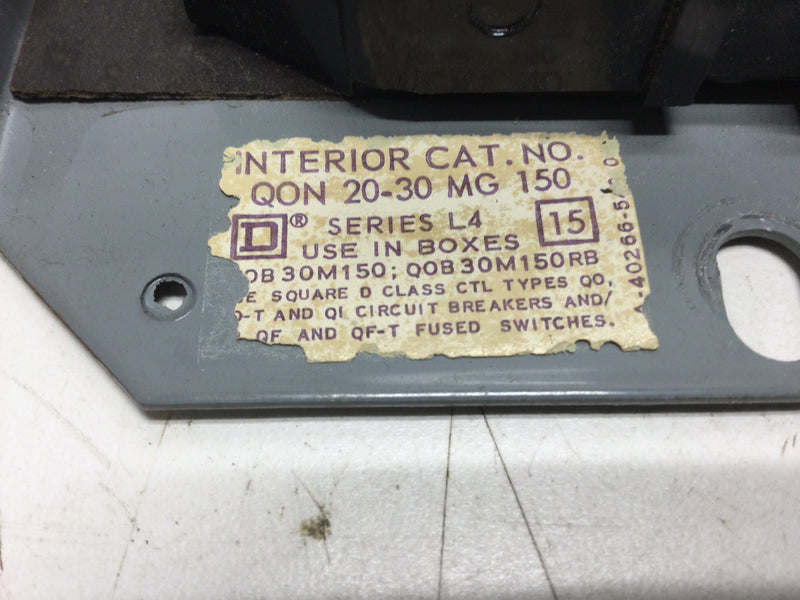 INTERIOR CAT. NO.
QON 20-30 MG 150
D® SERIES L4 15
USE IN BOXES
QOB30M150; QOB30M150RB
SQUARE D CLASS CTL TYPES QO,
AND QI CIRCUIT BREAKERS AND/
QF AND QF-T FUSED SWITCHES.